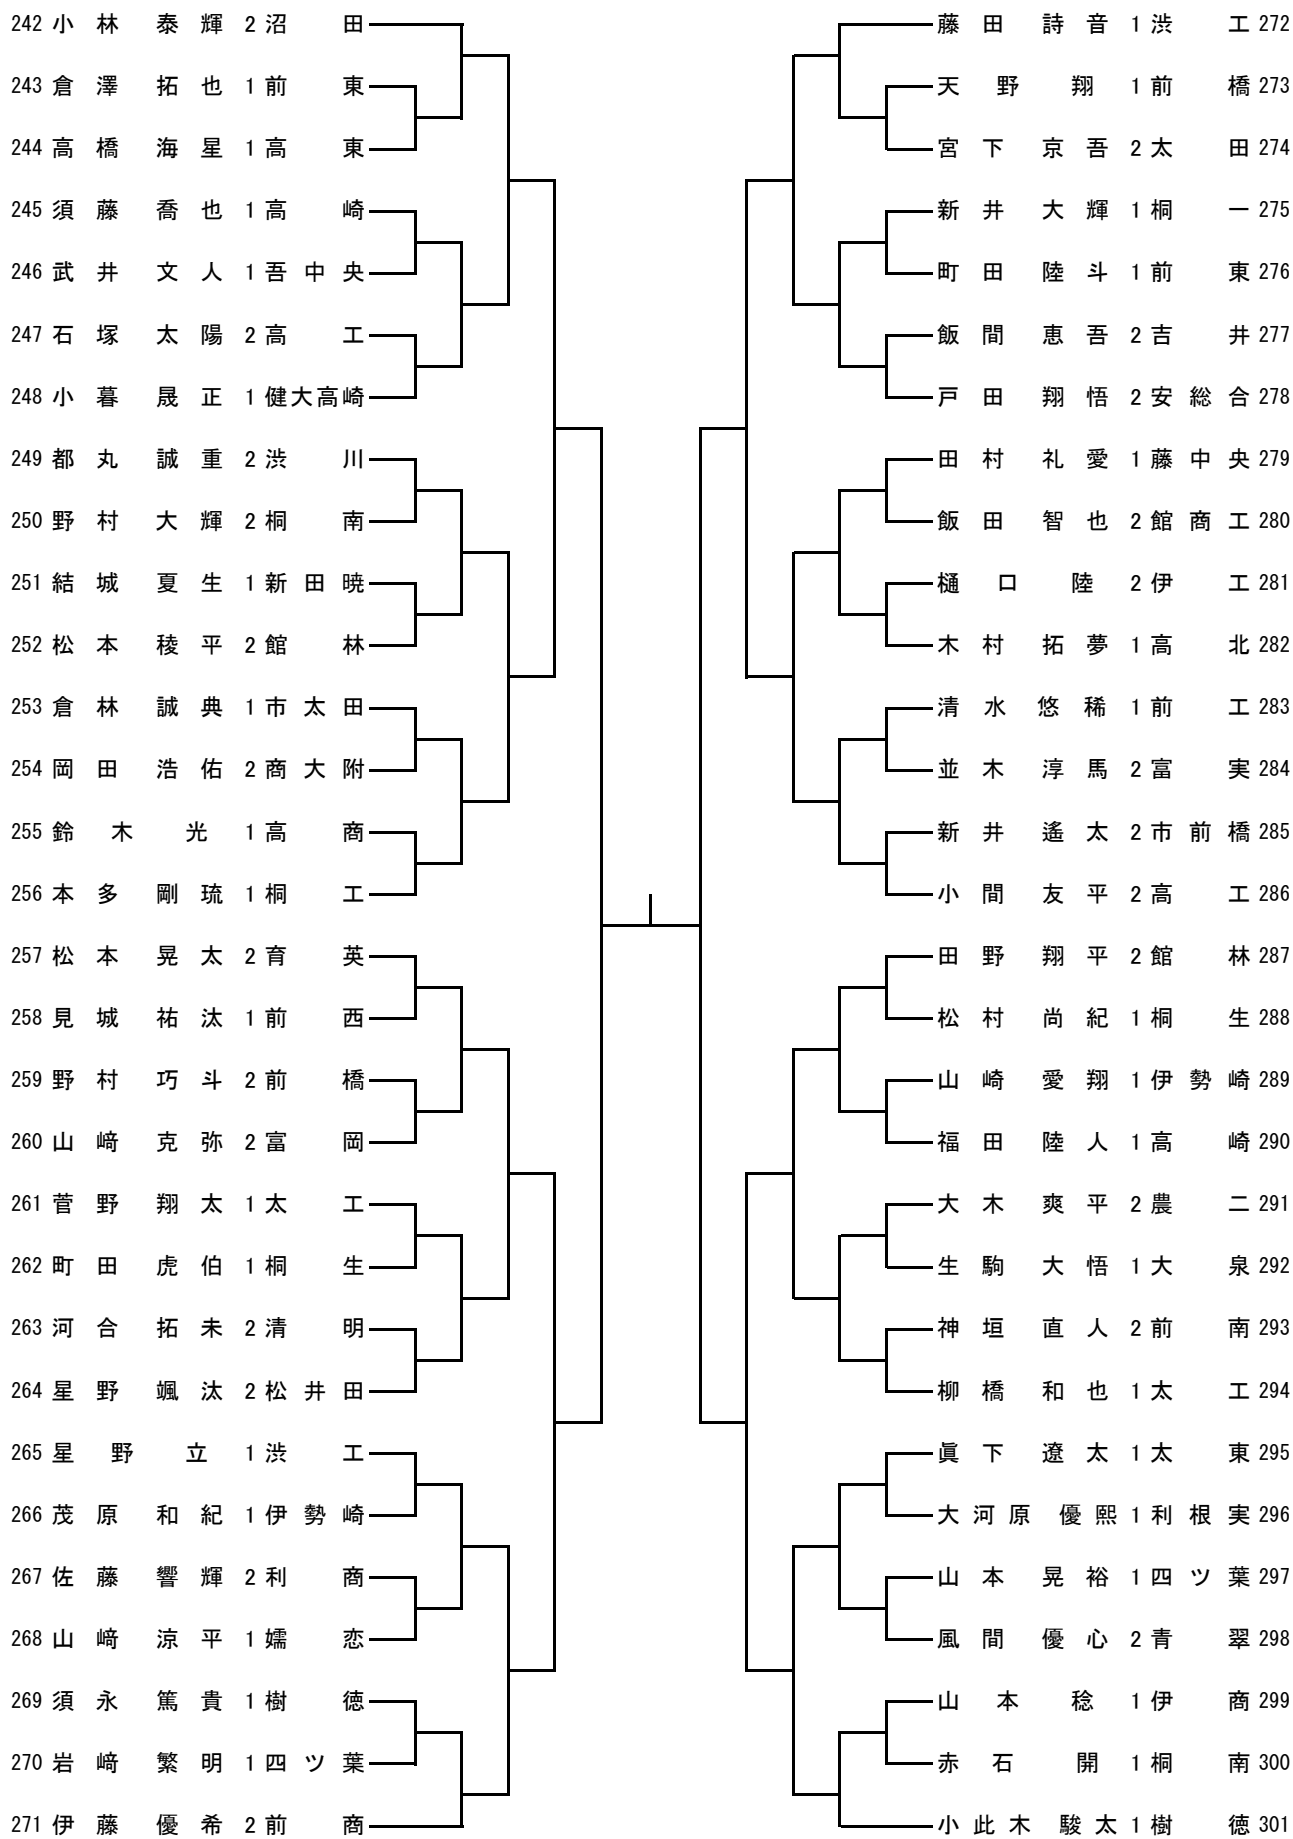 242 小林 泰輝 2 沼田
243 倉澤 拓也 1 前東
244 高橋 海星 1 高東
245 須藤 喬也 1 高崎
246 武井 文人 1 吾中央
247 石塚 太陽 2 高工
248 小暮 晟正 1 健大高崎
249 都丸 誠重 2 渋川
250 野村 大輝 2 桐南
251 結城 夏生 1 新田暁
252 松本 稜平 2 館林
253 倉林 誠典 1 市太田
254 岡田 浩佑 2 商大附
255 鈴木 光 1 高商
256 本多 剛琉 1 桐工
257 松本 晃太 2 育英
258 見城 祐汰 1 前西
259 野村 巧斗 2 前橋
260 山﨑 克弥 2 富岡
261 菅野 翔太 1 太工
262 町田 虎伯 1 桐生
263 河合 拓未 2 清明
264 星野 颯汰 2 松井田
265 星野 立 1 渋工
266 茂原 和紀 1 伊勢崎
267 佐藤 響輝 2 利商
268 山﨑 涼平 1 嬬恋
269 須永 篤貴 1 樹徳
270 岩﨑 繁明 1 四ツ葉
271 伊藤 優希 2 前商
藤田 詩音 1 渋工 272
天野 翔 1 前橋 273
宮下 京吾 2 太田 274
新井 大輝 1 桐一 275
町田 陸斗 1 前東 276
飯間 恵吾 2 吉井 277
戸田 翔悟 2 安総合 278
田村 礼愛 1 藤中央 279
飯田 智也 2 館商工 280
樋口 陸 2 伊工 281
木村 拓夢 1 高北 282
清水 悠稀 1 前工 283
並木 淳馬 2 富実 284
新井 遙太 2 市前橋 285
小間 友平 2 高工 286
田野 翔平 2 館林 287
松村 尚紀 1 桐生 288
山崎 愛翔 1 伊勢崎 289
福田 陸人 1 高崎 290
大木 爽平 2 農二 291
生駒 大悟 1 大泉 292
神垣 直人 2 前南 293
柳橋 和也 1 太工 294
眞下 遼太 1 太東 295
大河原 優熙 1 利根実 296
山本 晃裕 1 四ツ葉 297
風間 優心 2 青翠 298
山本 稔 1 伊商 299
赤石 開 1 桐南 300
小此木 駿太 1 樹徳 301